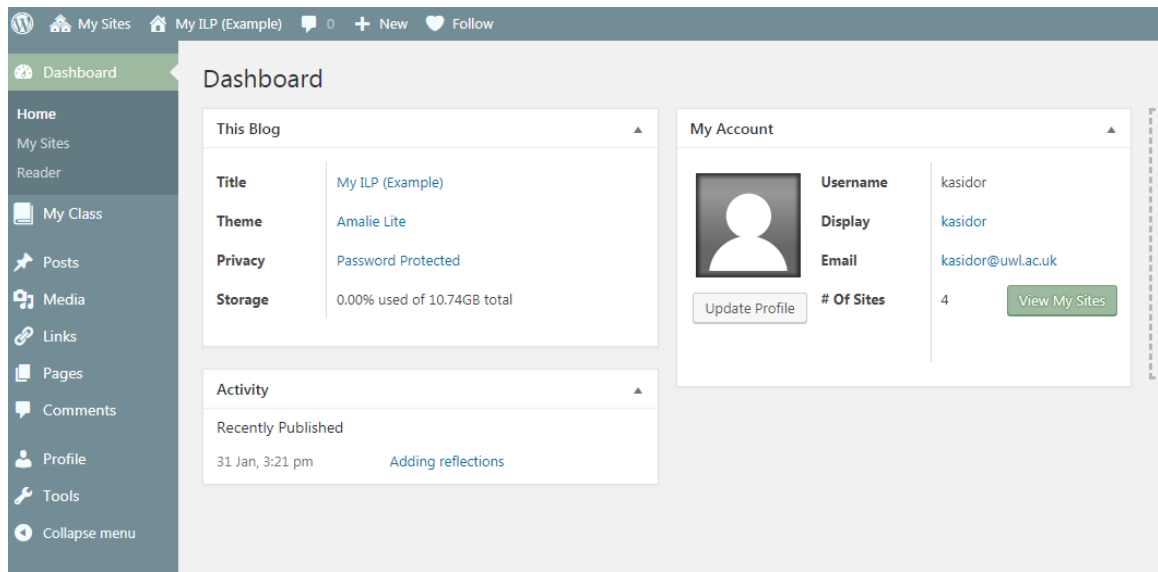 My Sites My ILP (Example) 0 + New Follow
Dashboard
Home
My Sites
Reader
My Class
Posts
Media
Links
Pages
Comments
Profile
Tools
Collapse menu
Dashboard
This Blog
Title My ILP (Example)
Theme Amalie Lite
Privacy Password Protected
Storage 0.00% used of 10.74GB total
Activity
Recently Published
31 Jan, 3:21 pm Adding reflections
My Account
Username kasidor
Display kasidor
Email kasidor@uwl.ac.uk
# Of Sites 4 View My Sites
Update Profile